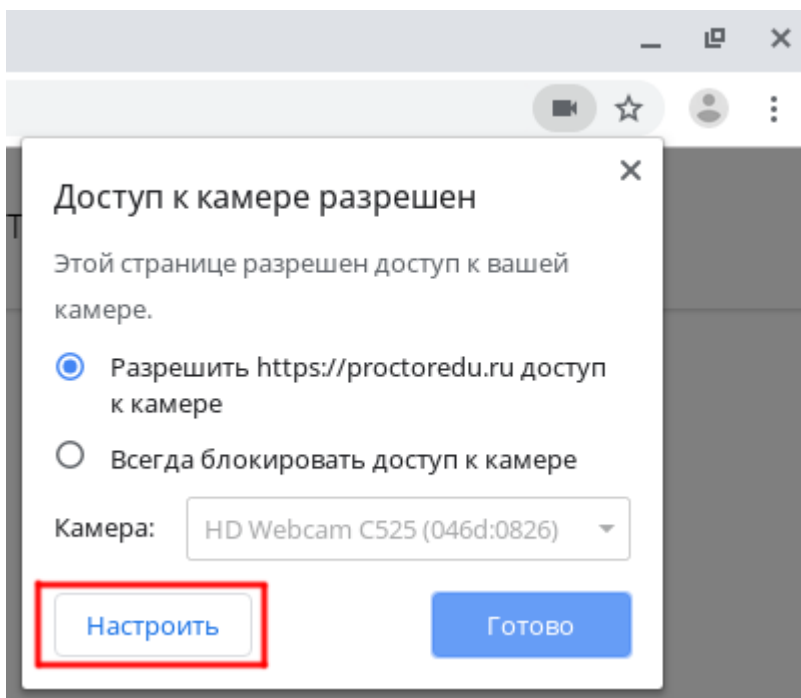 Доступ к камере разрешен
Этой странице разрешен доступ к вашей
камере.
Разрешить https://proctoredu.ru доступ
к камере
Всегда блокировать доступ к камере
Камера: HD Webcam C525 (046d:0826)
Настроить Готово